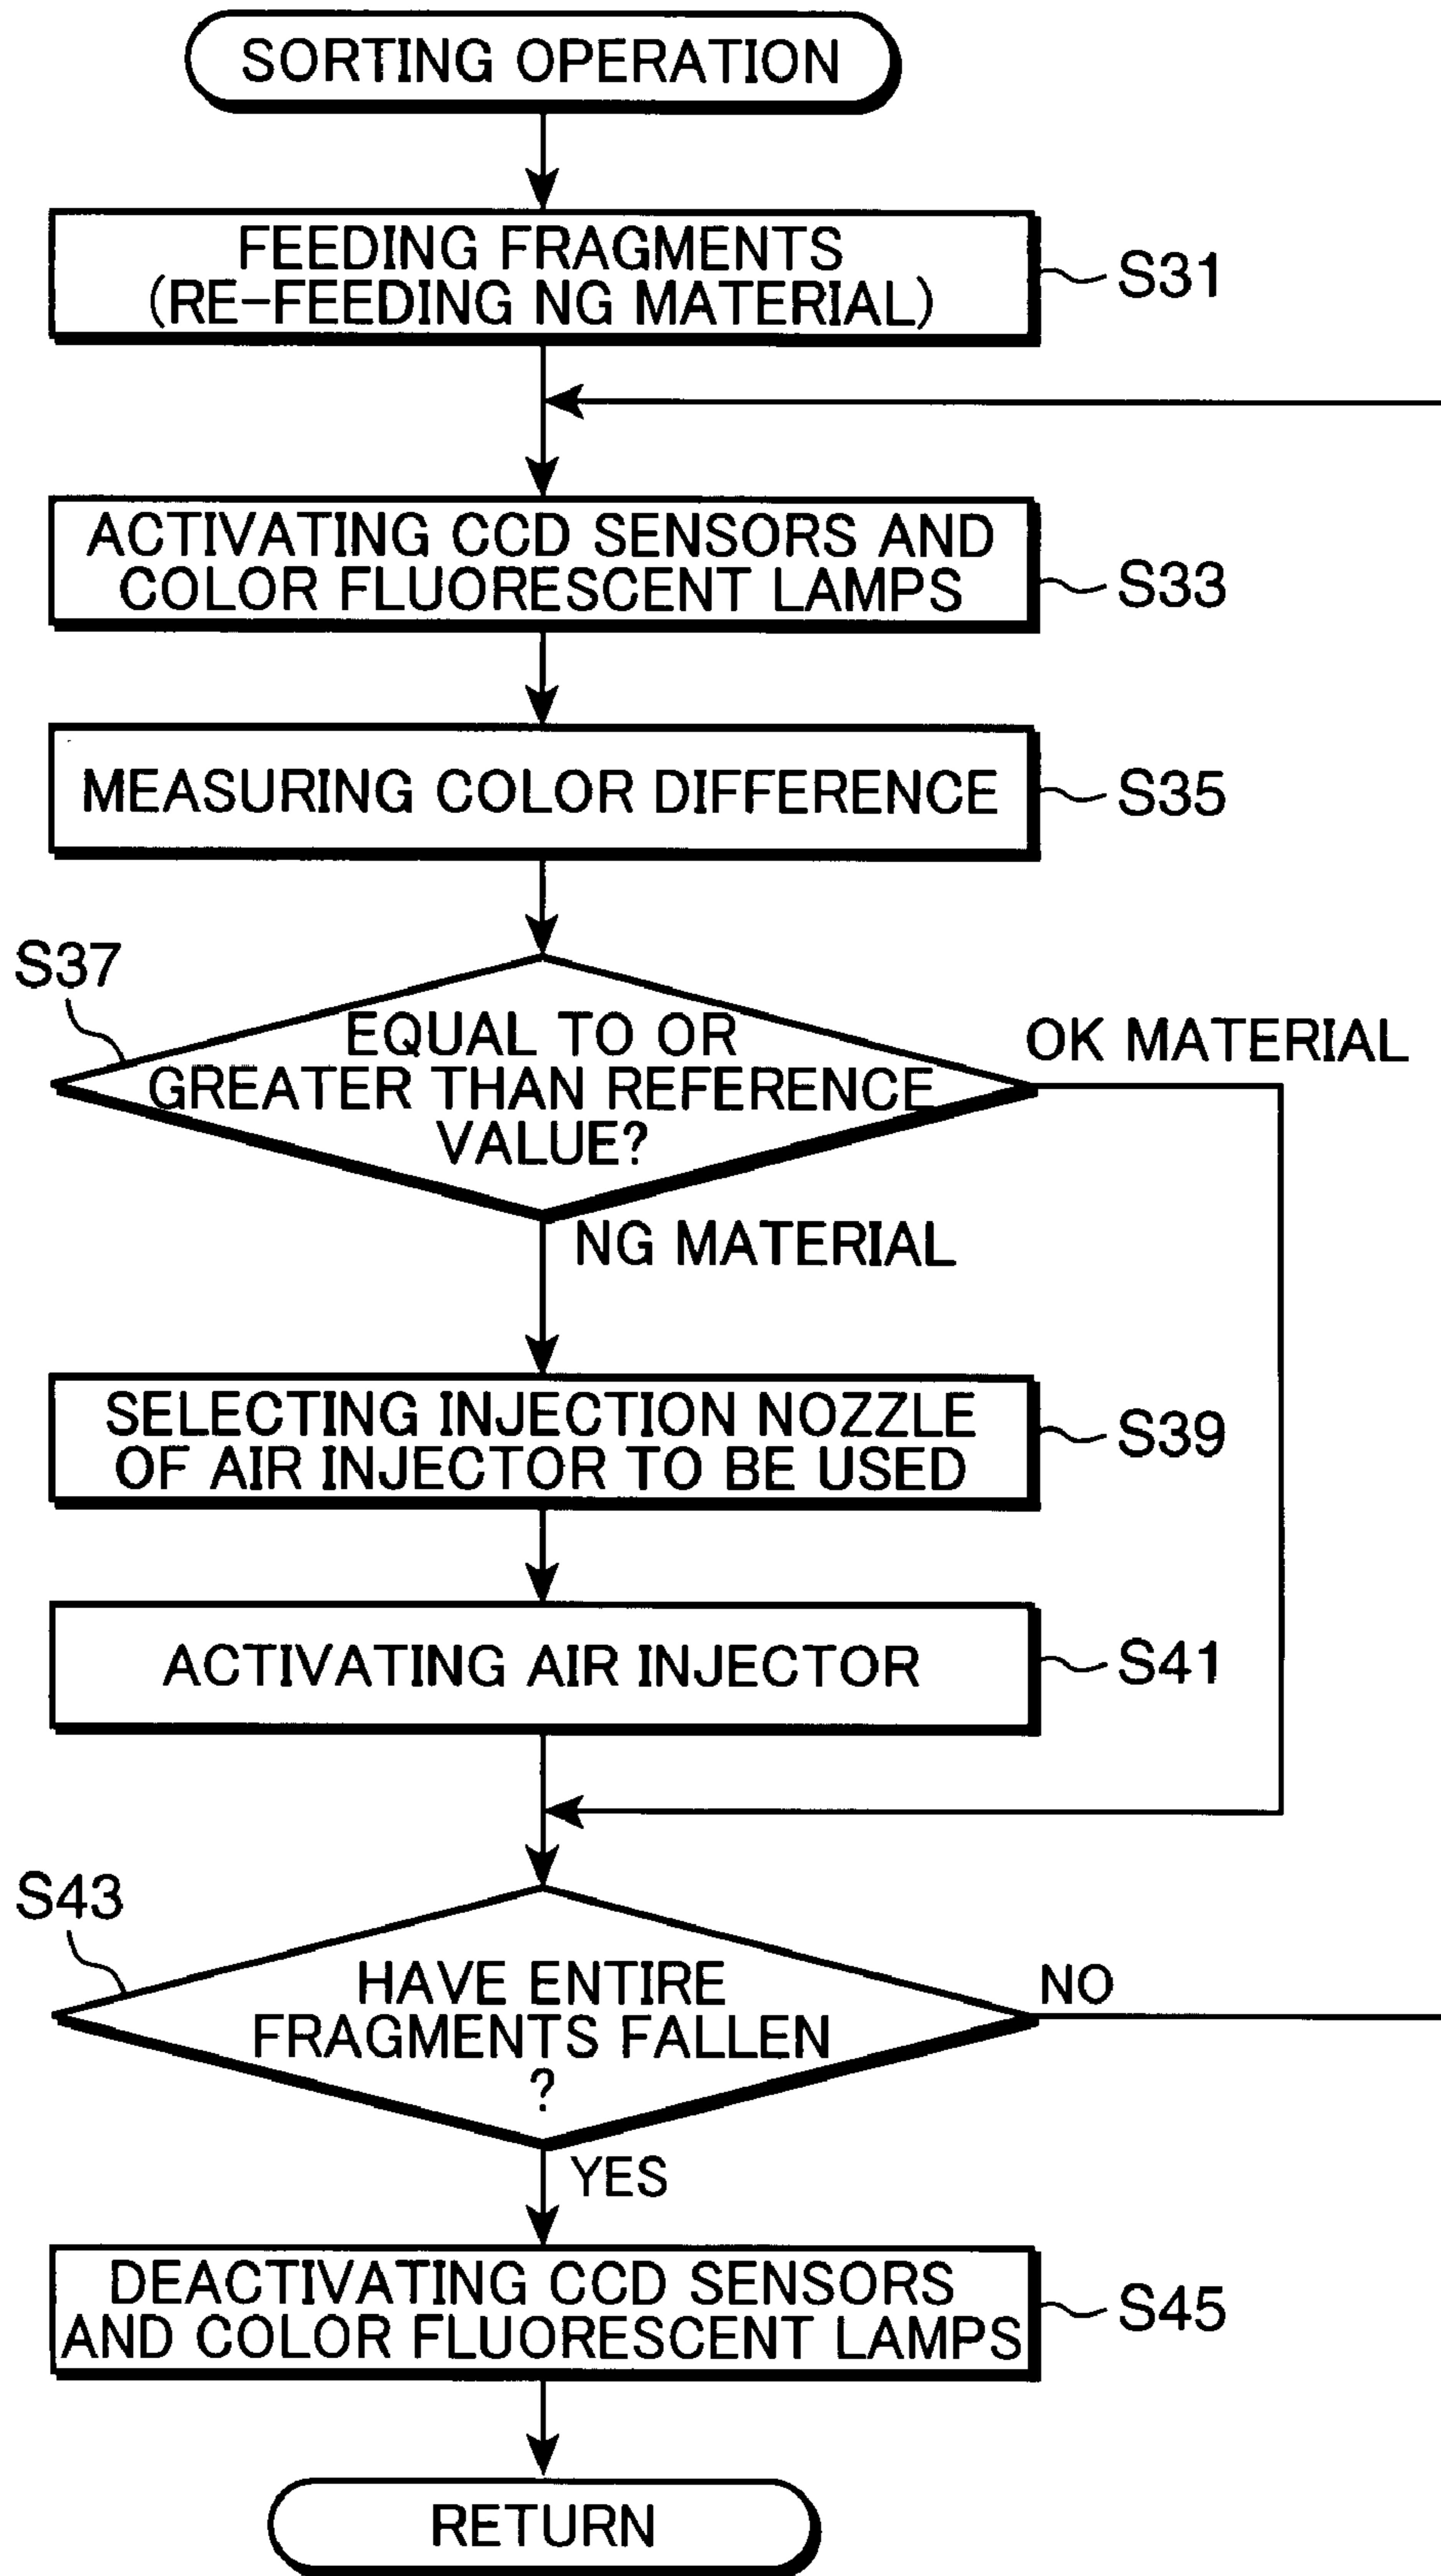 SORTING OPERATION
FEEDING FRAGMENTS
(RE-FEEDING NG MATERIAL)
S31
ACTIVATING CCD SENSORS AND
COLOR FLUORESCENT LAMPS
S33
MEASURING COLOR DIFFERENCE
S35
S37
EQUAL TO OR
GREATER THAN REFERENCE
VALUE?
OK MATERIAL
NG MATERIAL
SELECTING INJECTION NOZZLE
OF AIR INJECTOR TO BE USED
S39
ACTIVATING AIR INJECTOR
S41
S43
HAVE ENTIRE
FRAGMENTS FALLEN
?
NO
YES
DEACTIVATING CCD SENSORS
AND COLOR FLUORESCENT LAMPS
S45
RETURN